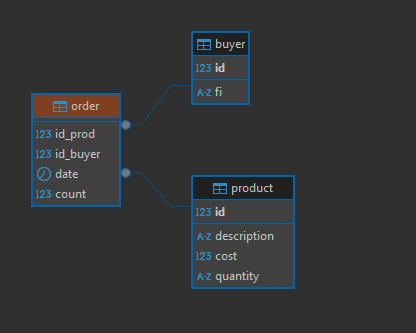 buyer
123 id
A-Z fi
order
123 id_prod
123 id_buyer
date
123 count
product
123 id
A-Z description
123 cost
A-Z quantity